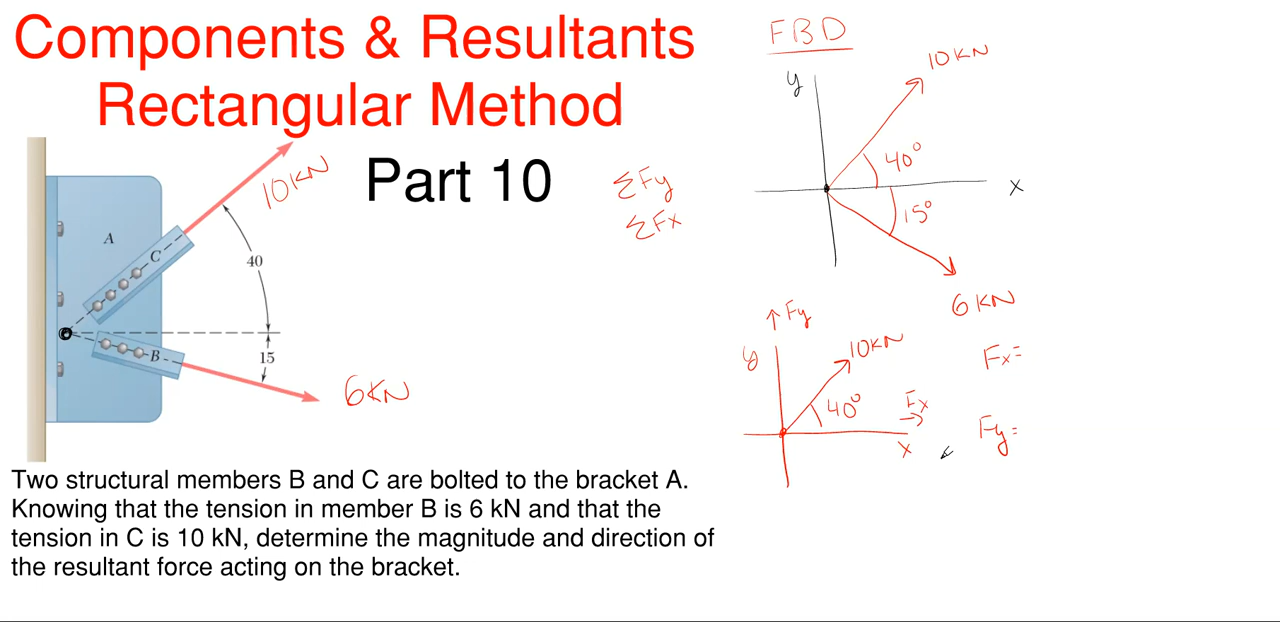 Components & Resultants
Rectangular Method
Part 10
10KN
A
C
40
B
15
6KN
ΣFy
ΣFx
FBD
y
10KN
40°
x
15°
6KN
↑Fy
y
10KN
40°
Fx
→
x
Fx=
Fy=
Two structural members B and C are bolted to the bracket A.
Knowing that the tension in member B is 6 kN and that the
tension in C is 10 kN, determine the magnitude and direction of
the resultant force acting on the bracket.